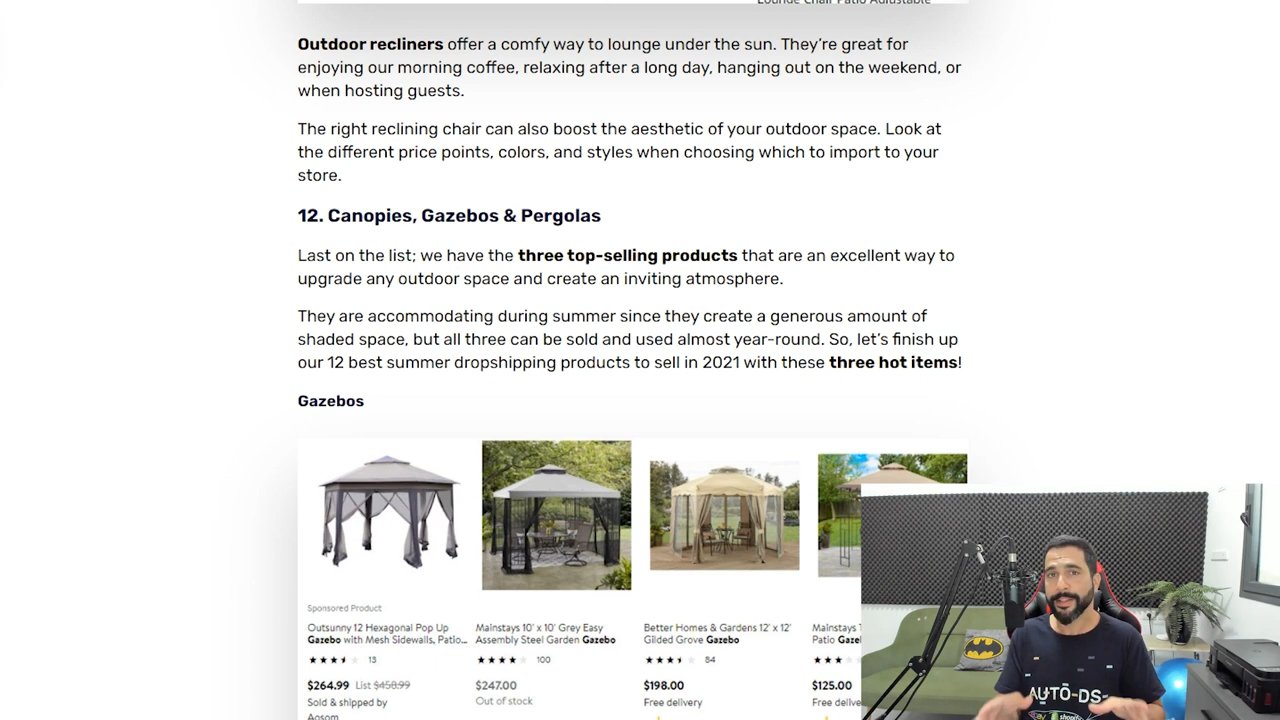 Lounge Chair Patio Adjustable
Outdoor recliners offer a comfy way to lounge under the sun. They're great for
enjoying our morning coffee, relaxing after a long day, hanging out on the weekend, or
when hosting guests.
The right reclining chair can also boost the aesthetic of your outdoor space. Look at
the different price points, colors, and styles when choosing which to import to your
store.
12. Canopies, Gazebos & Pergolas
Last on the list; we have the three top-selling products that are an excellent way to
upgrade any outdoor space and create an inviting atmosphere.
They are accommodating during summer since they create a generous amount of
shaded space, but all three can be sold and used almost year-round. So, let's finish up
our 12 best summer dropshipping products to sell in 2021 with these three hot items!
Gazebos
Sponsored Product
Outsunny 12 Hexagonal Pop Up
Gazebo with Mesh Sidewalls, Patio...
13
$264.99 List $458.99
Sold & shipped by
Aosom
Mainstays 10' x 10' Grey Easy
Assembly Steel Garden Gazebo
100
$247.00
Out of stock
Better Homes & Gardens 12' x 12'
Gilded Grove Gazebo
84
$198.00
Free delivery
Mainstays
Patio
$125.00
Free
AUTO-DS